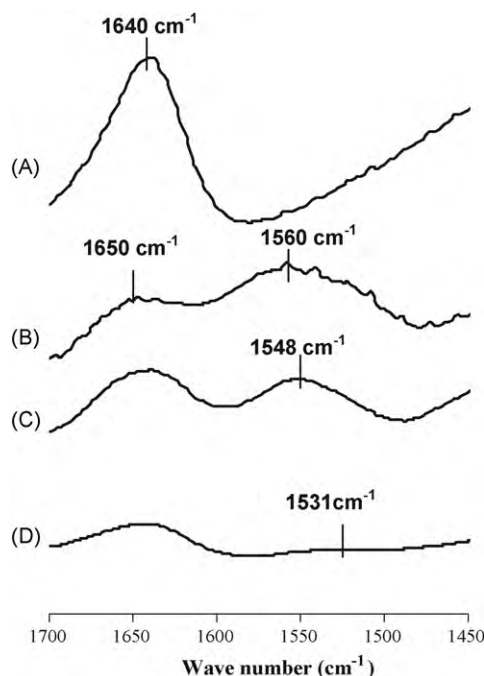 1640 cm⁻¹
(A)
1650 cm⁻¹
1560 cm⁻¹
(B)
1548 cm⁻¹
(C)
1531cm⁻¹
(D)
1700 1650 1600 1550 1500 1450
Wave number (cm⁻¹)